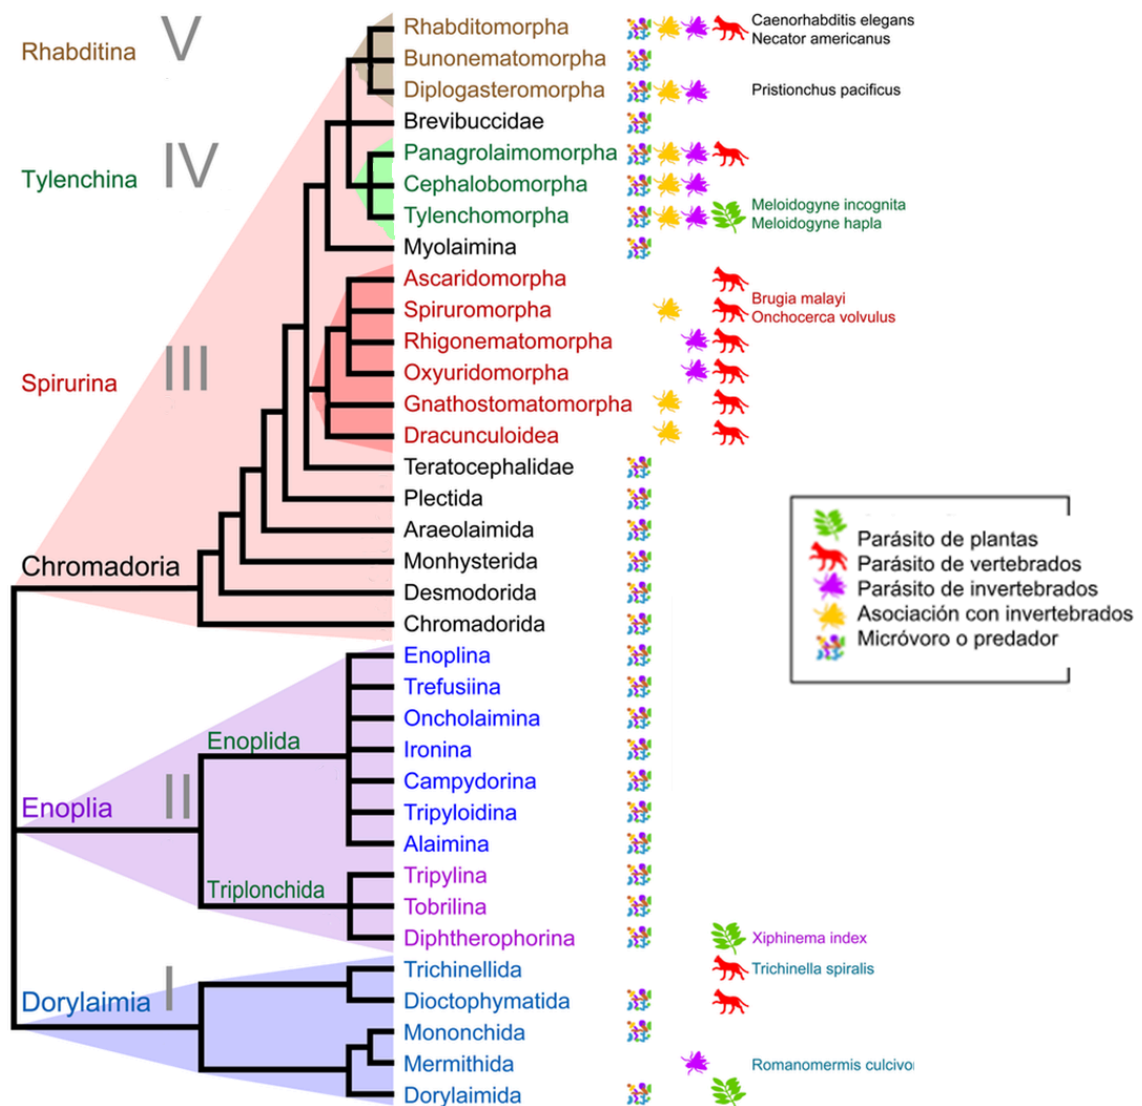 Rhabditina V
Rhabditomorpha
Caenorhabditis elegans
Necator americanus
Bunonematomorpha
Diplogasteromorpha
Pristionchus pacificus
Brevibuccidae
Tylenchina IV
Panagrolaimomorpha
Cephalobomorpha
Tylenchomorpha
Meloidogyne incognita
Meloidogyne hapla
Myolaimina
Spirurina III
Ascaridomorpha
Spiruromorpha
Brugia malayi
Onchocerca volvulus
Rhigonematomorpha
Oxyuridomorpha
Gnathostomatomorpha
Dracunculoidea
Teratocephalidae
Plectida
Araeolaimida
Chromadoria
Monhysterida
Desmodorida
Chromadorida
Enoplia II
Enoplida
Enoplina
Trefusiina
Oncholaimina
Ironina
Campydorina
Tripyloidina
Alaimina
Triplonchida
Tripylina
Tobrilina
Diphtherophorina
Xiphinema index
Dorylaimia I
Trichinellida
Trichinella spiralis
Dioctophymatida
Mononchida
Mermithida
Romanomermis culcivo
Dorylaimida
Parásito de plantas
Parásito de vertebrados
Parásito de invertebrados
Asociación con invertebrados
Micróvoro o predador